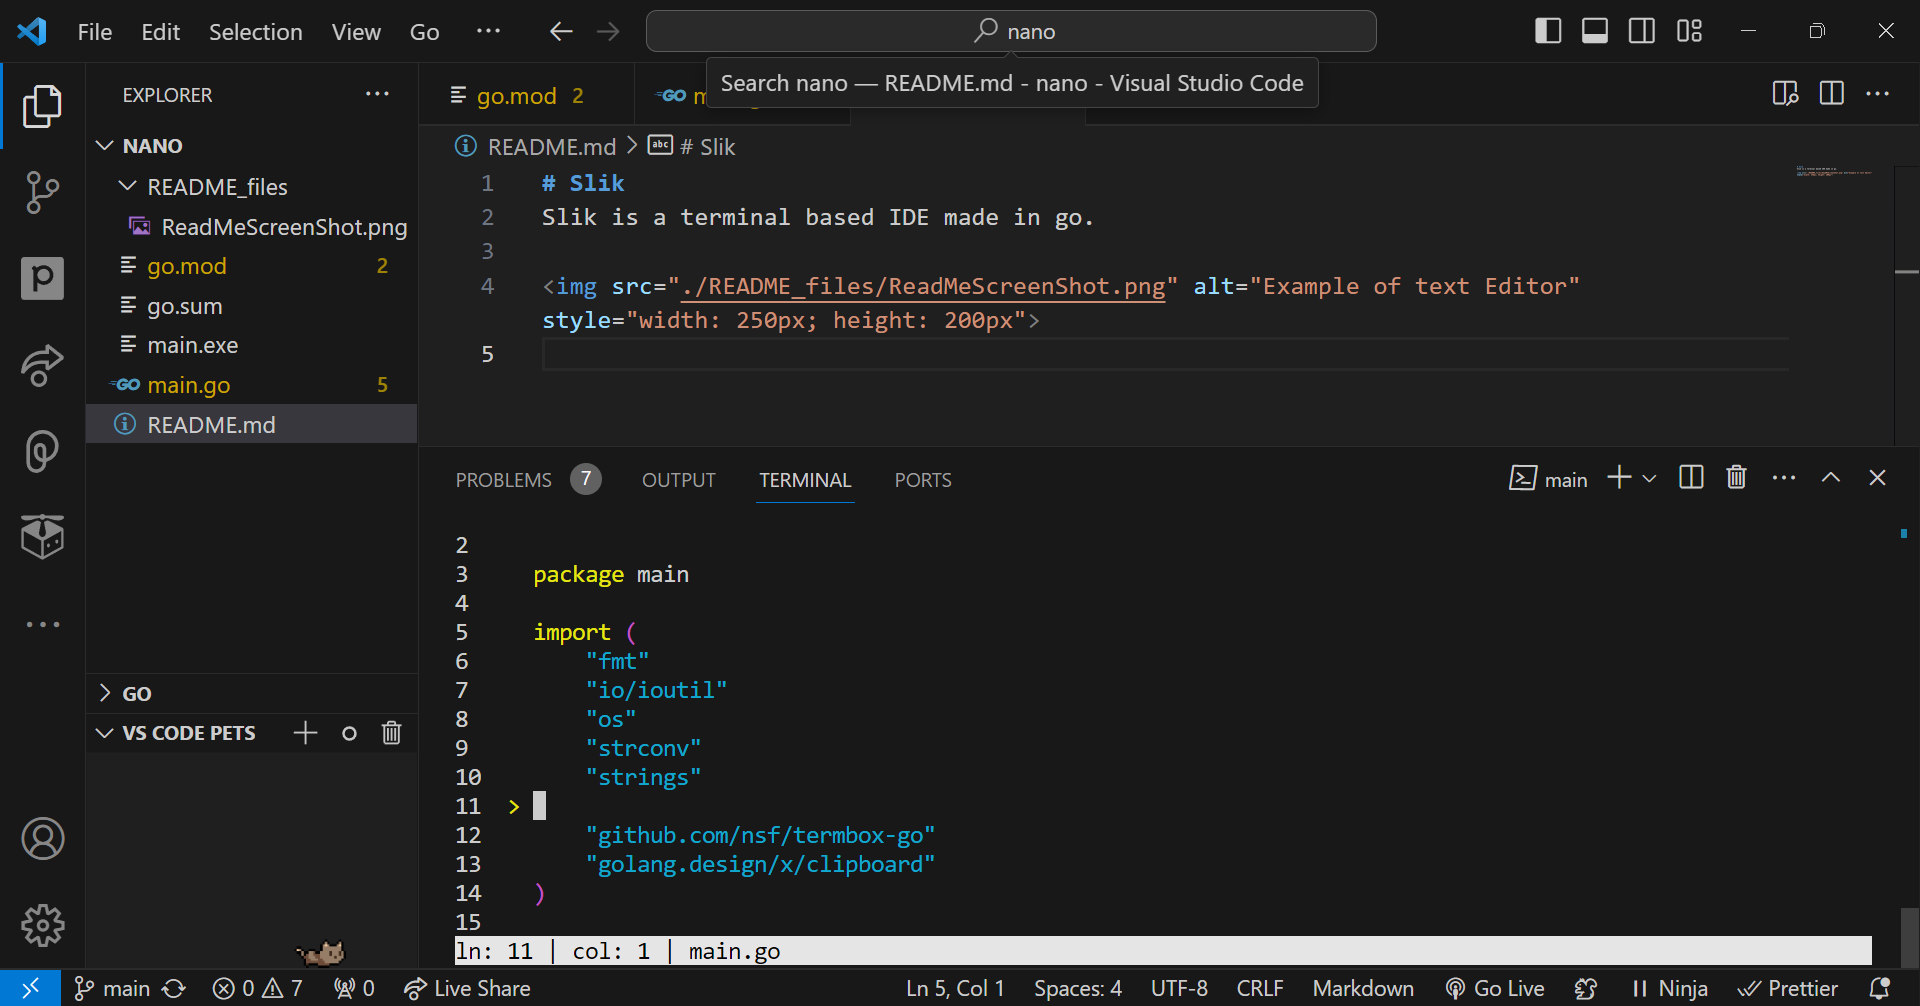 File Edit Selection View Go ··· nano
Search nano — README.md - nano - Visual Studio Code
EXPLORER ···
NANO
README_files
ReadMeScreenShot.png
go.mod 2
go.sum
main.exe
main.go 5
README.md
GO
VS CODE PETS
go.mod 2
README.md > # Slik
1 # Slik
2 Slik is a terminal based IDE made in go.
3
4 <img src="./README_files/ReadMeScreenShot.png" alt="Example of text Editor"
style="width: 250px; height: 200px">
5
PROBLEMS 7 OUTPUT TERMINAL PORTS main
2
3 package main
4
5 import (
6 "fmt"
7 "io/ioutil"
8 "os"
9 "strconv"
10 "strings"
11 >
12 "github.com/nsf/termbox-go"
13 "golang.design/x/clipboard"
14 )
15
ln: 11 | col: 1 | main.go
main 0 7 0 Live Share Ln 5, Col 1 Spaces: 4 UTF-8 CRLF Markdown Go Live Ninja Prettier